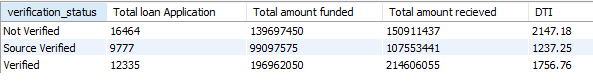 verification_status Total loan Application Total amount funded Total amount recieved DTI
Not Verified 16464 139697450 150911437 2147.18
Source Verified 9777 99097575 107553441 1237.25
Verified 12335 196962050 214606055 1756.76